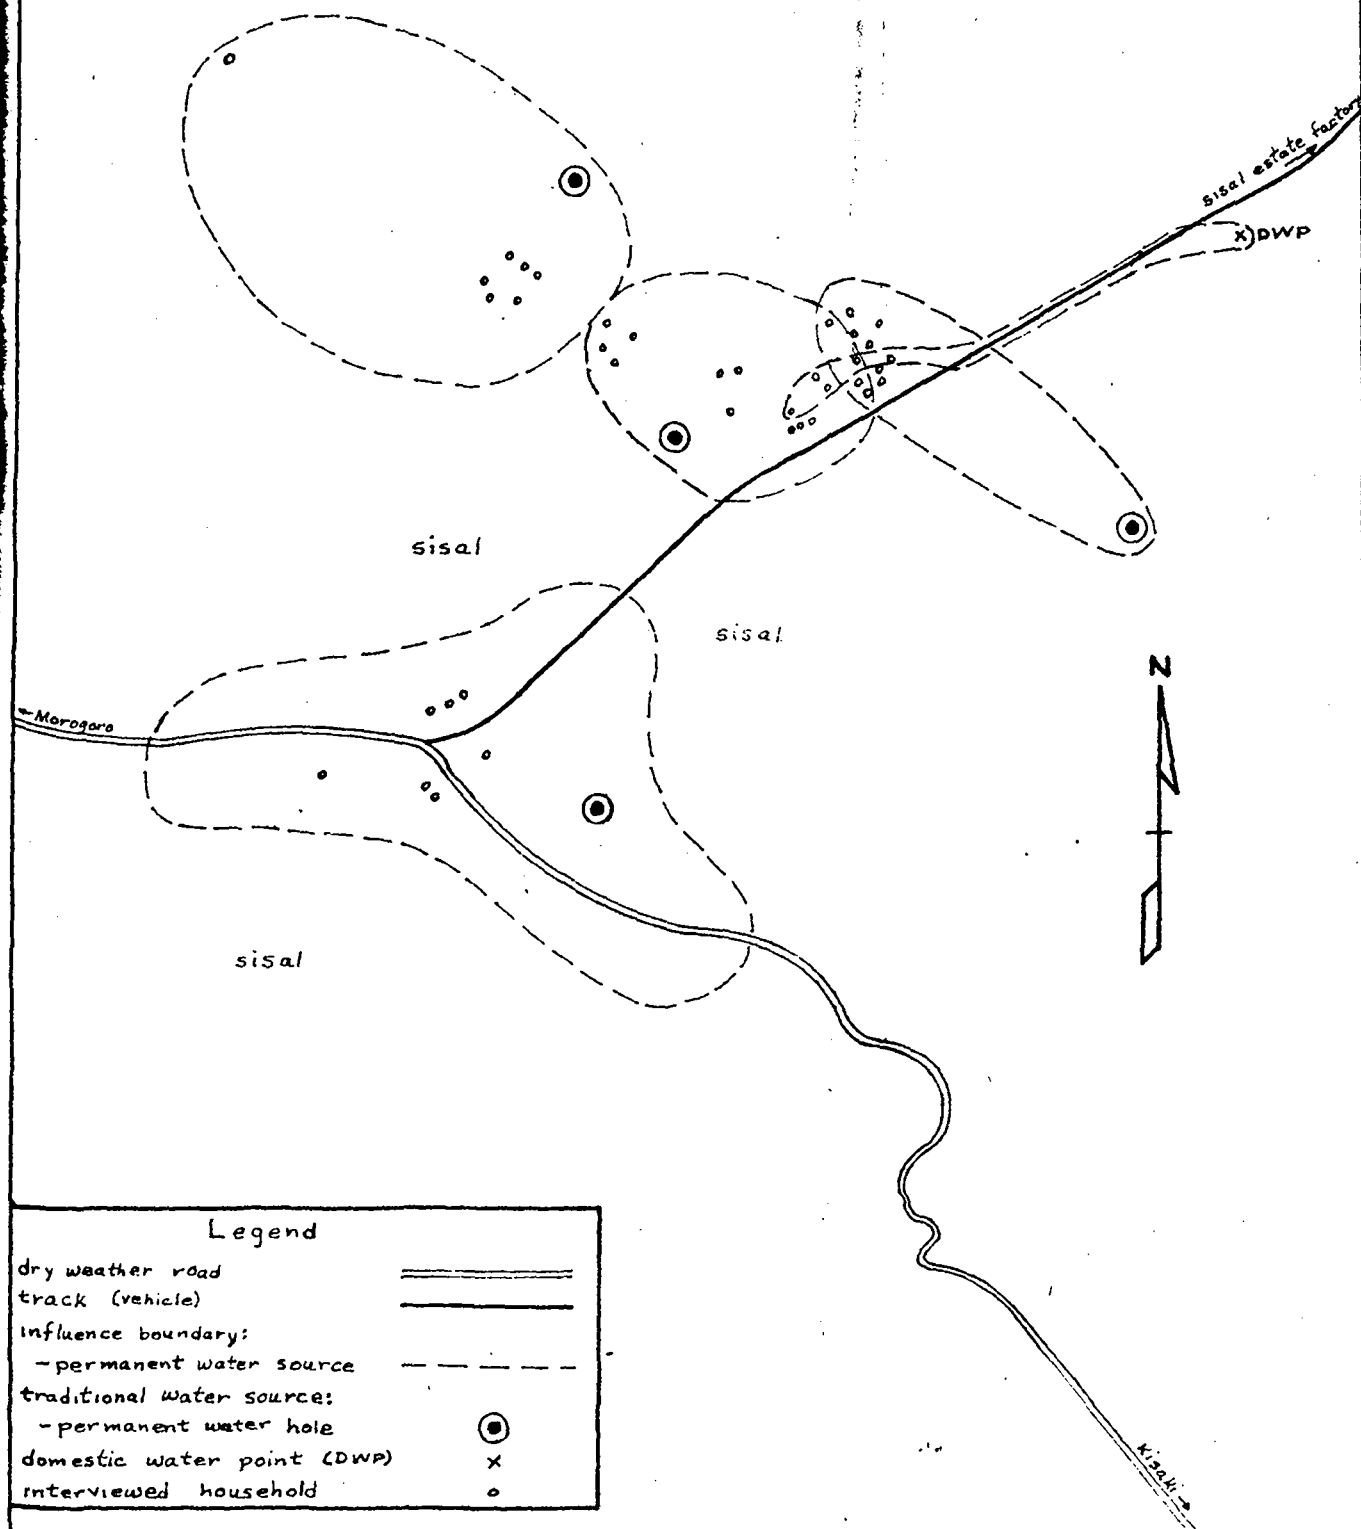 sisal estate factory
DWP
sisal
sisal
N
Morogoro
sisal
Legend
dry weather road
track (vehicle)
influence boundary:
- permanent water source
traditional water source:
- permanent water hole
domestic water point (DWP)
interviewed household
Kisaki